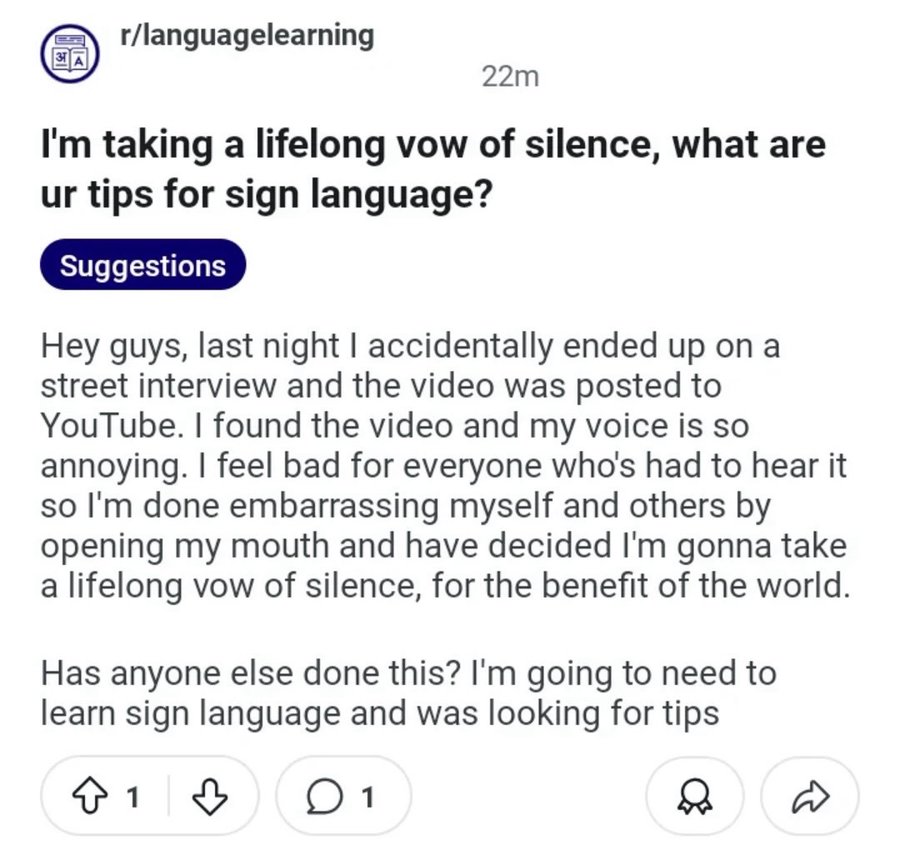 r/languagelearning
22m
I'm taking a lifelong vow of silence, what are
ur tips for sign language?
Suggestions
Hey guys, last night I accidentally ended up on a
street interview and the video was posted to
YouTube. I found the video and my voice is so
annoying. I feel bad for everyone who's had to hear it
so I'm done embarrassing myself and others by
opening my mouth and have decided I'm gonna take
a lifelong vow of silence, for the benefit of the world.
Has anyone else done this? I'm going to need to
learn sign language and was looking for tips
1 1